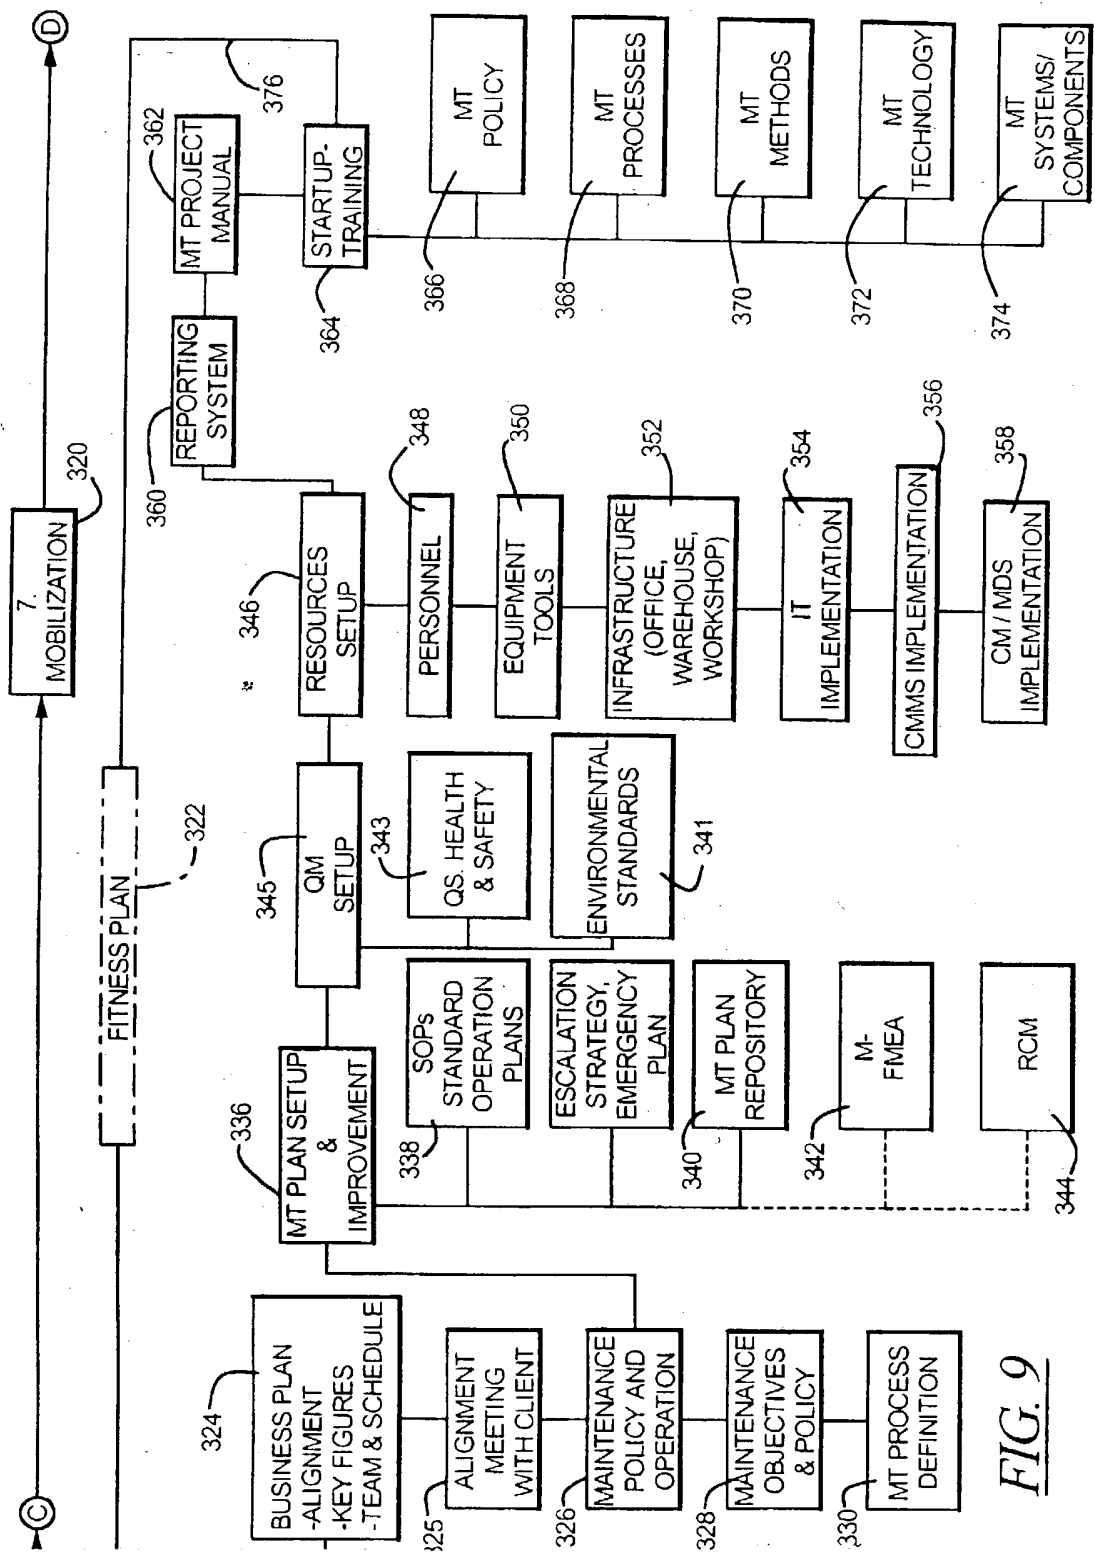 C
7.
MOBILIZATION
320
D
FITNESS PLAN
322
376
324
BUSINESS PLAN
-ALIGNMENT
-KEY FIGURES
-TEAM & SCHEDULE
325
ALIGNMENT
MEETING
WITH CLIENT
326
MAINTENANCE
POLICY AND
OPERATION
328
MAINTENANCE
OBJECTIVES
& POLICY
330
MT PROCESS
DEFINITION
336
MT PLAN SETUP
&
IMPROVEMENT
338
SOPs
STANDARD
OPERATION
PLANS
ESCALATION
STRATEGY,
EMERGENCY
PLAN
340
MT PLAN
REPOSITORY
342
M-
FMEA
344
RCM
345
QM
SETUP
343
QS. HEALTH
& SAFETY
ENVIRONMENTAL
STANDARDS
341
346
RESOURCES
SETUP
348
PERSONNEL
350
EQUIPMENT
TOOLS
352
INFRASTRUCTURE
(OFFICE,
WAREHOUSE,
WORKSHOP)
354
IT
IMPLEMENTATION
356
CMMS IMPLEMENTATION
358
CM / MDS
IMPLEMENTATION
360
REPORTING
SYSTEM
362
MT PROJECT
MANUAL
364
STARTUP-
TRAINING
366
MT
POLICY
368
MT
PROCESSES
370
MT
METHODS
372
MT
TECHNOLOGY
374
MT
SYSTEMS/
COMPONENTS
FIG. 9